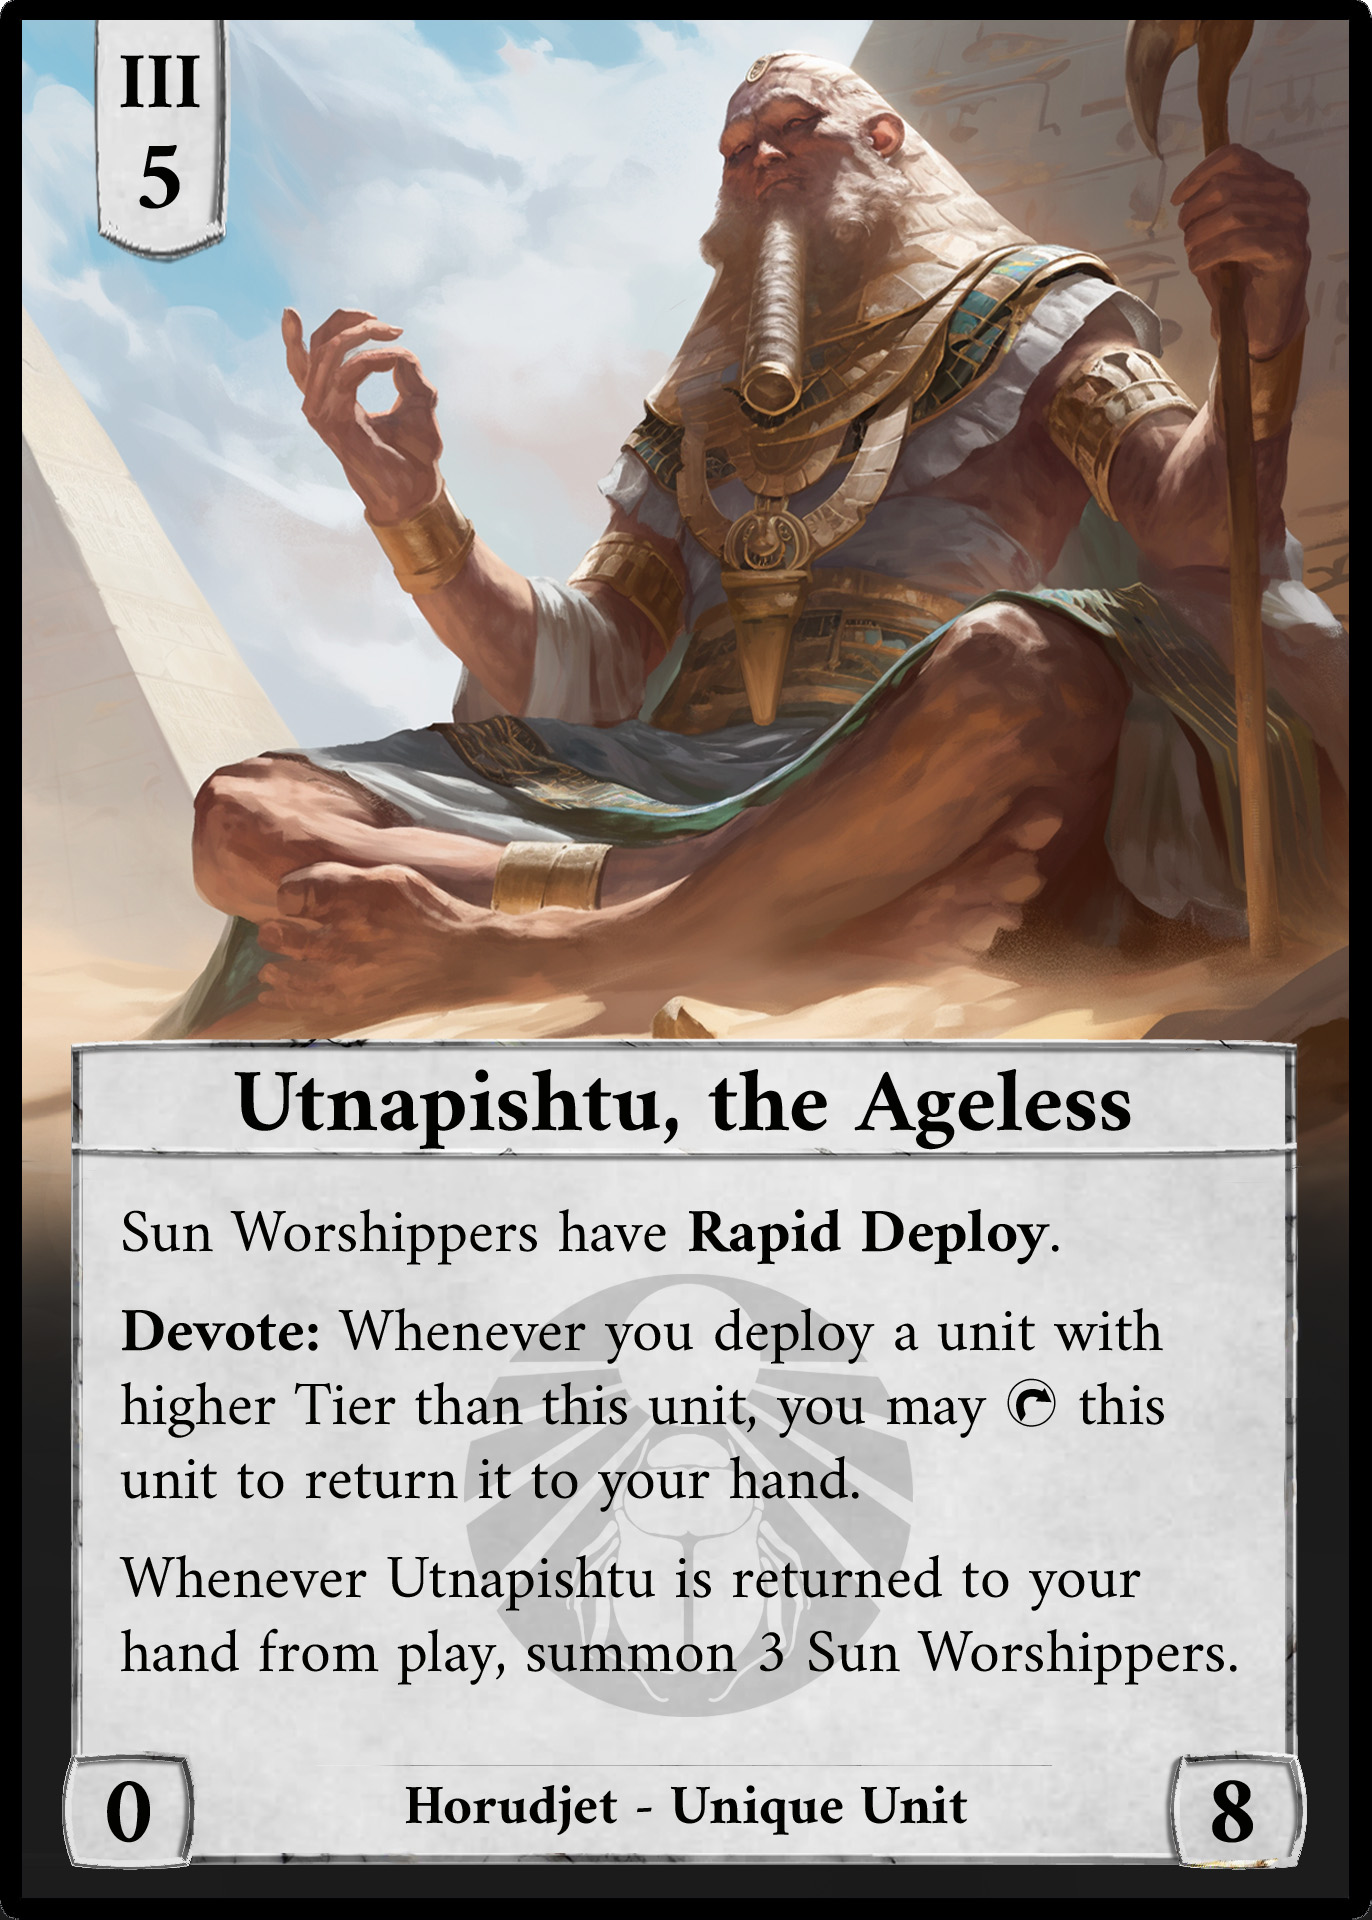 III
5
Utnapishtu, the Ageless
Sun Worshippers have Rapid Deploy.
Devote: Whenever you deploy a unit with
higher Tier than this unit, you may this
unit to return it to your hand.
Whenever Utnapishtu is returned to your
hand from play, summon 3 Sun Worshippers.
0
Horudjet - Unique Unit
8